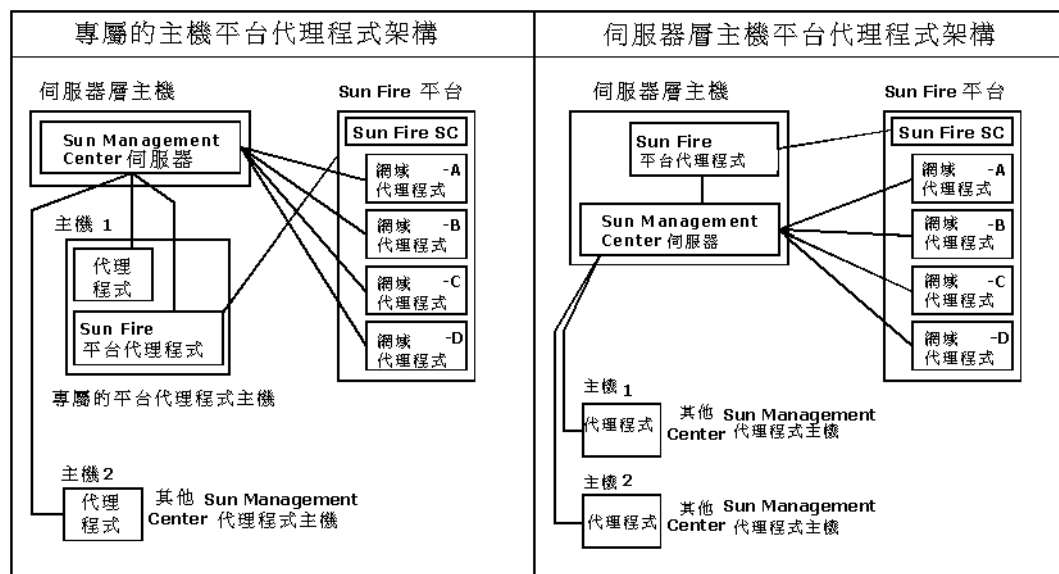 專屬的主機平台代理程式架構
伺服器層主機
Sun Fire 平台
Sun Management
Center 伺服器
Sun Fire SC
網域 -A
代理程式
網域 -B
代理程式
網域 -C
代理程式
網域 -D
代理程式
主機 1
代理
程式
Sun Fire
平台代理程式
專屬的平台代理程式主機
主機2
代理
程式
其他 Sun Management
Center 代理程式主機
伺服器層主機平台代理程式架構
伺服器層主機
Sun Fire 平台
Sun Fire
平台代理程式
Sun Fire SC
Sun Management
Center 伺服器
網域 -A
代理程式
網域 -B
代理程式
網域 -C
代理程式
網域 -D
代理程式
主機 1
代理程式
其他 Sun Management
Center 代理程式主機
主機 2
代理程式
其他 Sun Management
Center 代理程式主機